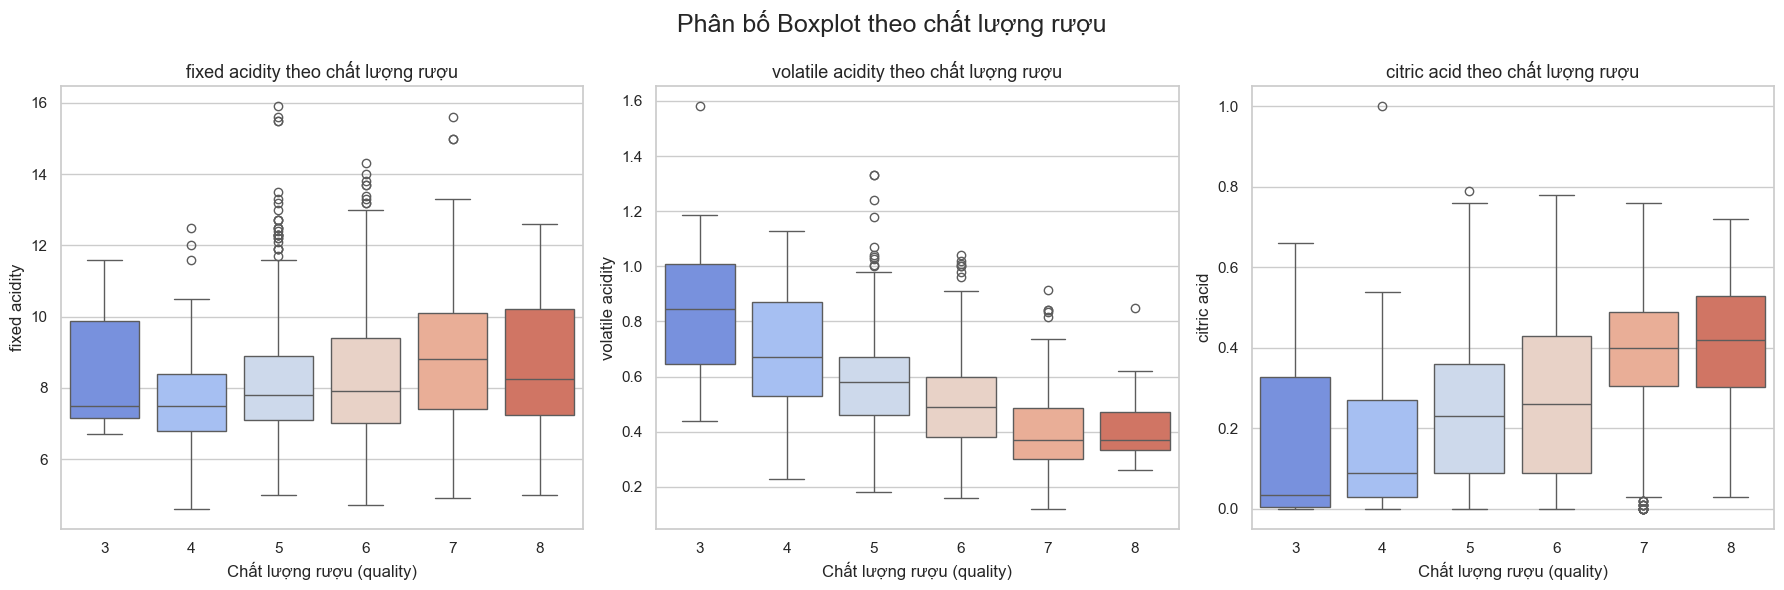 Phân bố Boxplot theo chất lượng rượu
fixed acidity theo chất lượng rượu
16
14
12
10
8
6
fixed acidity
3 4 5 6 7 8
Chất lượng rượu (quality)
volatile acidity theo chất lượng rượu
1.6
1.4
1.2
1.0
0.8
0.6
0.4
0.2
volatile acidity
3 4 5 6 7 8
Chất lượng rượu (quality)
citric acid theo chất lượng rượu
1.0
0.8
0.6
0.4
0.2
0.0
citric acid
3 4 5 6 7 8
Chất lượng rượu (quality)